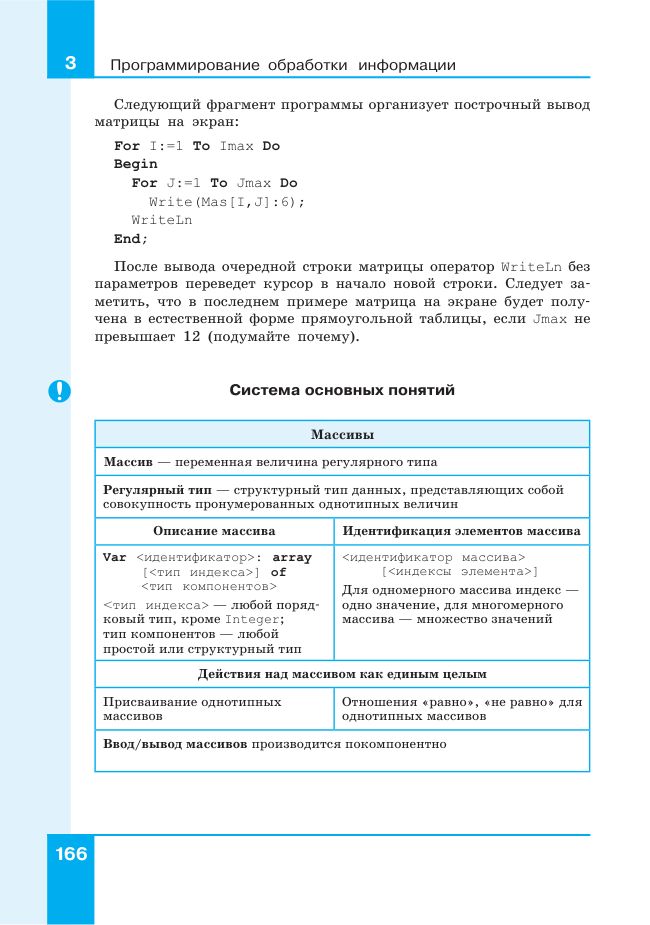 3 Программирование обработки информации
Следующий фрагмент программы организует построчный вывод
матрицы на экран:
For I:=1 To Imax Do
Begin
For J:=1 To Jmax Do
Write(Mas[I,J]:6);
WriteLn
End;
После вывода очередной строки матрицы оператор WriteLn без
параметров переведет курсор в начало новой строки. Следует за-
метить, что в последнем примере матрица на экране будет полу-
чена в естественной форме прямоугольной таблицы, если Jmax не
превышает 12 (подумайте почему).
! Система основных понятий
Массивы
Массив — переменная величина регулярного типа
Регулярный тип — структурный тип данных, представляющих собой
совокупность пронумерованных однотипных величин
Описание массива
Var <идентификатор>: array
[<тип индекса>] of
<тип компонентов>
<тип индекса> — любой поряд-
ковый тип, кроме Integer;
тип компонентов — любой
простой или структурный тип
Идентификация элементов массива
<идентификатор массива>
[<индексы элемента>]
Для одномерного массива индекс —
одно значение, для многомерного
массива — множество значений
Действия над массивом как единым целым
Присваивание однотипных
массивов
Отношения «равно», «не равно» для
однотипных массивов
Ввод/вывод массивов производится покомпонентно
166